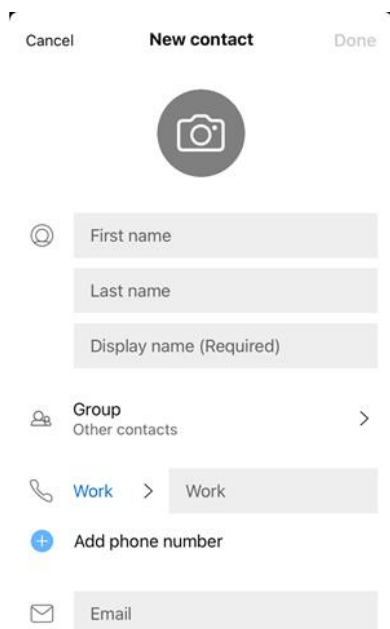 Cancel New contact Done
First name
Last name
Display name (Required)
Group
Other contacts
Work > Work
Add phone number
Email